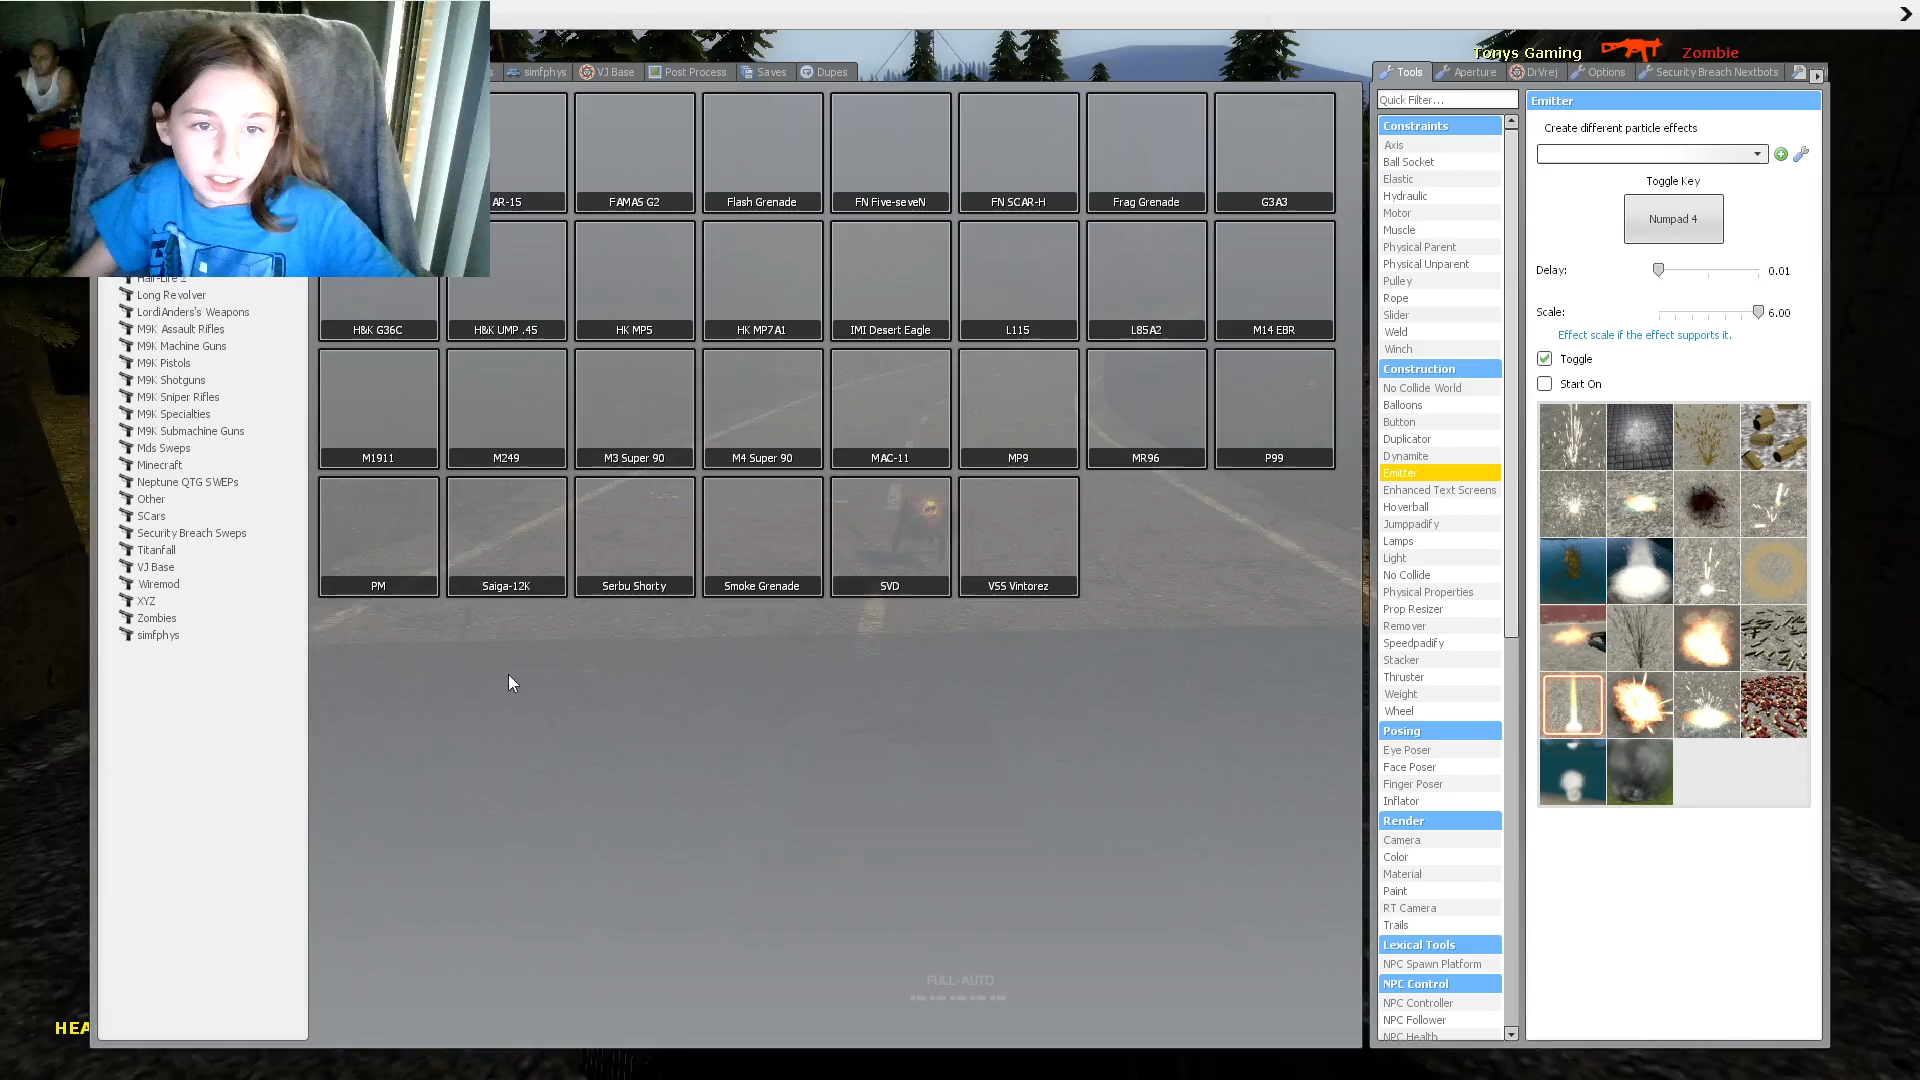 Tonys Gaming Zombie
simfphys VJ Base Post Process Saves Dupes
Tools Aperture DrVrej Options Security Breach Nextbots
AR-15 FAMAS G2 Flash Grenade FN Five-seveN FN SCAR-H Frag Grenade G3A3
H&K G36C H&K UMP .45 HK MP5 HK MP7A1 IMI Desert Eagle L115 L85A2 M14 EBR
M1911 M249 M3 Super 90 M4 Super 90 MAC-11 MP9 MR96 P99
PM Saiga-12K Serbu Shorty Smoke Grenade SVD VSS Vintorez
Half-Life 2
Long Revolver
LordiAnders's Weapons
M9K Assault Rifles
M9K Machine Guns
M9K Pistols
M9K Shotguns
M9K Sniper Rifles
M9K Specialties
M9K Submachine Guns
Mds Sweps
Minecraft
Neptune QTG SWEPs
Other
SCars
Security Breach Sweps
Titanfall
VJ Base
Wiremod
XYZ
Zombies
simfphys
FULL-AUTO
HEA
Quick Filter...
Constraints
Axis
Ball Socket
Elastic
Hydraulic
Motor
Muscle
Physical Parent
Physical Unparent
Pulley
Rope
Slider
Weld
Winch
Construction
No Collide World
Balloons
Button
Duplicator
Dynamite
Emitter
Enhanced Text Screens
Hoverball
Jumppadify
Lamps
Light
No Collide
Physical Properties
Prop Resizer
Remover
Speedpadify
Stacker
Thruster
Weight
Wheel
Posing
Eye Poser
Face Poser
Finger Poser
Inflator
Render
Camera
Color
Material
Paint
RT Camera
Trails
Lexical Tools
NPC Spawn Platform
NPC Control
NPC Controller
NPC Follower
NPC Health
Emitter
Create different particle effects
Toggle Key
Numpad 4
Delay: 0.01
Scale: 6.00
Effect scale if the effect supports it.
Toggle
Start On